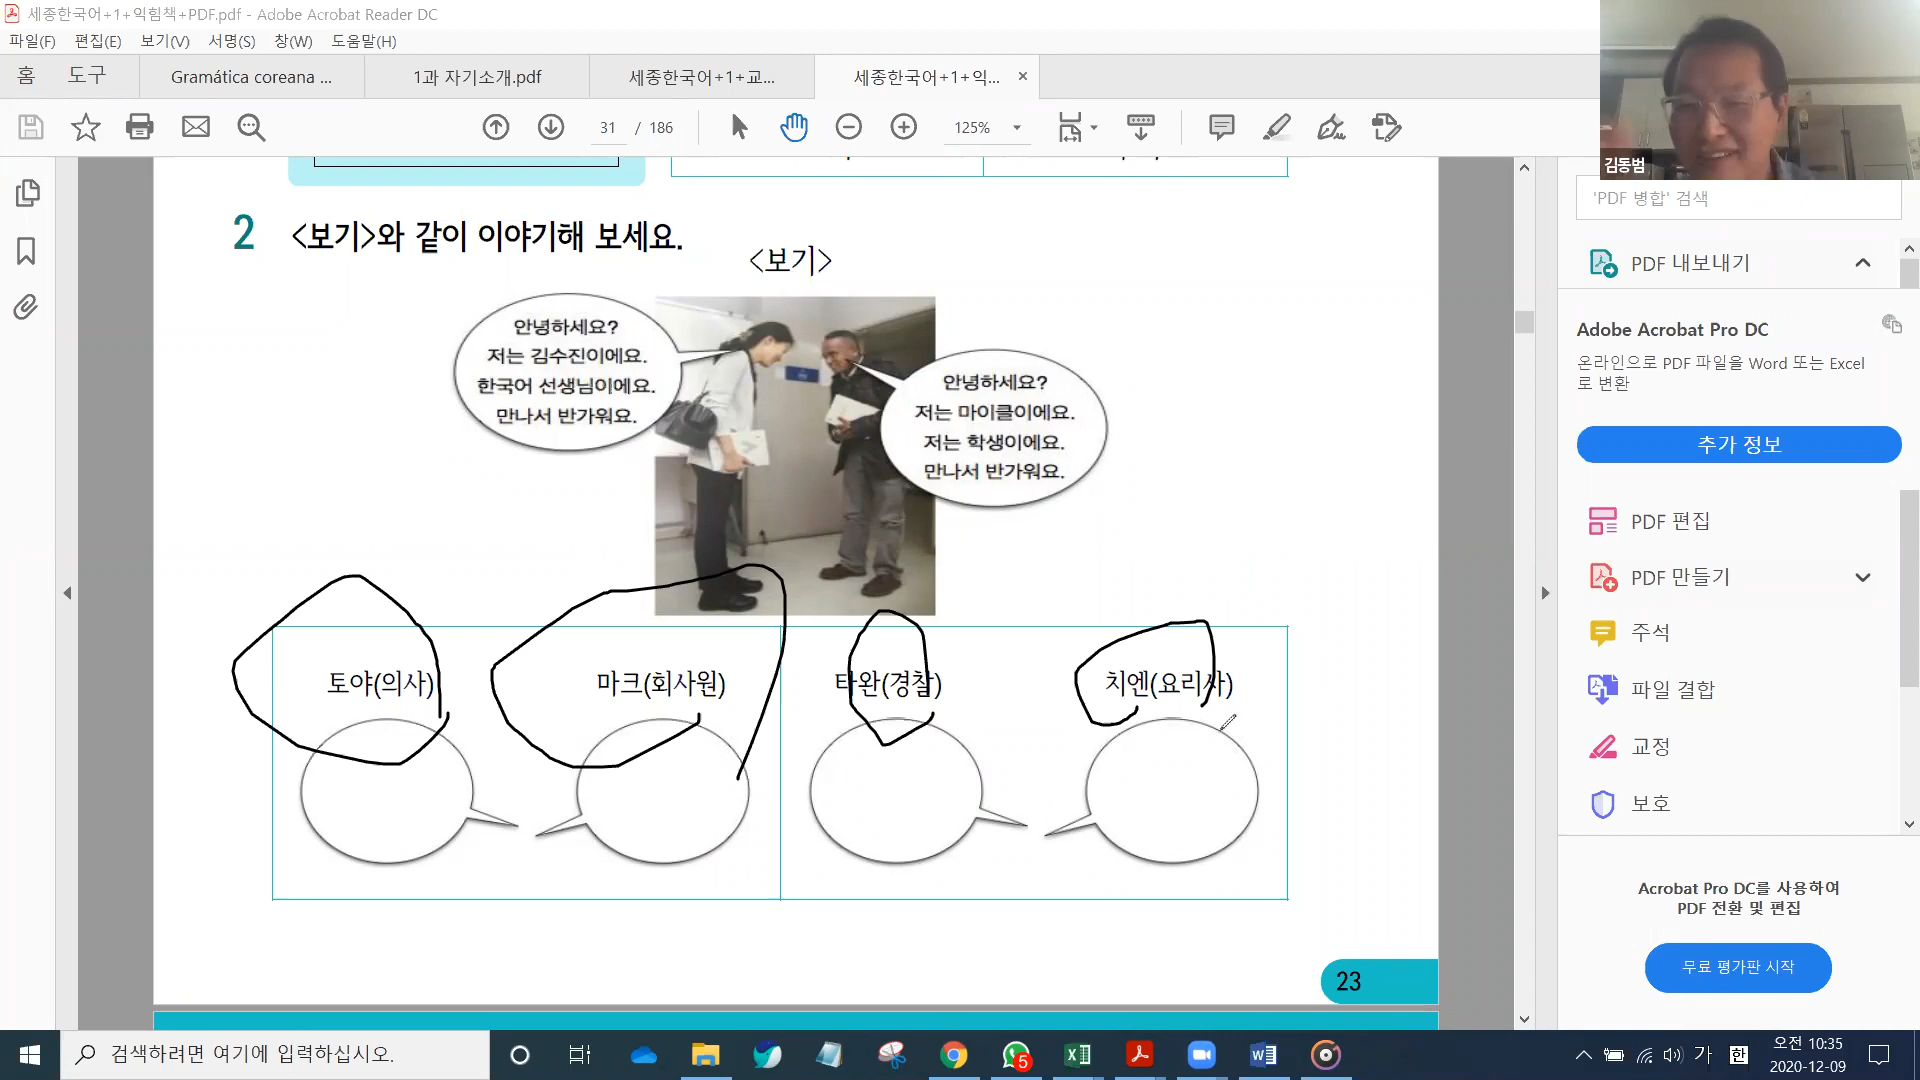 세종한국어+1+익힘책+PDF.pdf - Adobe Acrobat Reader DC
파일(F) 편집(E) 보기(V) 서명(S) 창(W) 도움말(H)
홈 도구 Gramática coreana ... 1과 자기소개.pdf 세종한국어+1+교... 세종한국어+1+익... ×
31 / 186 125%
김동범
'PDF 병합' 검색
2 <보기>와 같이 이야기해 보세요.
<보기>
안녕하세요?
저는 김수진이에요.
한국어 선생님이에요.
만나서 반가워요.
안녕하세요?
저는 마이클이에요.
저는 학생이에요.
만나서 반가워요.
토야(의사) 마크(회사원) 타완(경찰) 치엔(요리사)
23
PDF 내보내기
Adobe Acrobat Pro DC
온라인으로 PDF 파일을 Word 또는 Excel
로 변환
추가 정보
PDF 편집
PDF 만들기
주석
파일 결합
교정
보호
Acrobat Pro DC를 사용하여
PDF 전환 및 편집
무료 평가판 시작
검색하려면 여기에 입력하십시오.
5
가 한
오전 10:35
2020-12-09